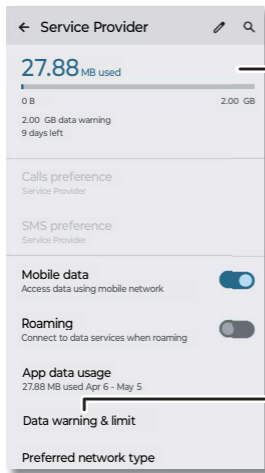 Service Provider
27.88 MB used
0 B 2.00 GB
2.00 GB data warning
9 days left
Calls preference
Service Provider
SMS preference
Service Provider
Mobile data
Access data using mobile network
Roaming
Connect to data services when roaming
App data usage
27.88 MB used Apr 6 - May 5
Data warning & limit
Preferred network type